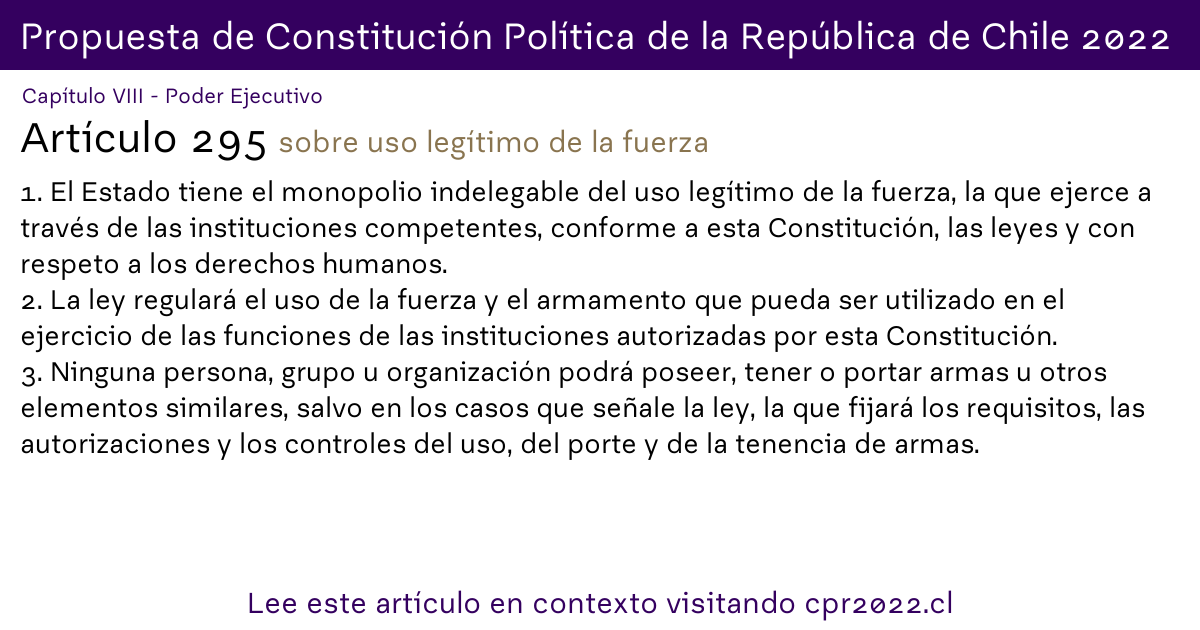 Propuesta de Constitución Política de la República de Chile 2022
Capítulo VIII - Poder Ejecutivo
Artículo 295 sobre uso legítimo de la fuerza
1. El Estado tiene el monopolio indelegable del uso legítimo de la fuerza, la que ejerce a
través de las instituciones competentes, conforme a esta Constitución, las leyes y con
respeto a los derechos humanos.
2. La ley regulará el uso de la fuerza y el armamento que pueda ser utilizado en el
ejercicio de las funciones de las instituciones autorizadas por esta Constitución.
3. Ninguna persona, grupo u organización podrá poseer, tener o portar armas u otros
elementos similares, salvo en los casos que señale la ley, la que fijará los requisitos, las
autorizaciones y los controles del uso, del porte y de la tenencia de armas.
Lee este artículo en contexto visitando cpr2022.cl